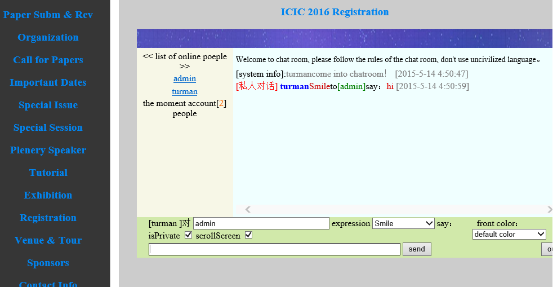 Paper Subm & Rev
Organization
Call for Papers
Important Dates
Special Issue
Special Session
Plenery Speaker
Tutorial
Exhibition
Registration
Venue & Tour
Sponsors
Contact Info
ICIC 2016 Registration
<< list of online poeple
>>
admin
turman
the moment account[2]
people
Welcome to chat room, please follow the rules of the chat room, don't use unrivilized language。
[system info]:turmancome into chatroom！ [2015-5-14 4:50:47]
[私人对话] turmanSmileto[admin]say：hi [2015-5-14 4:50:59]
[turman ]对 admin expression Smile say： front color：
isPrivate scrollScreen default color
send